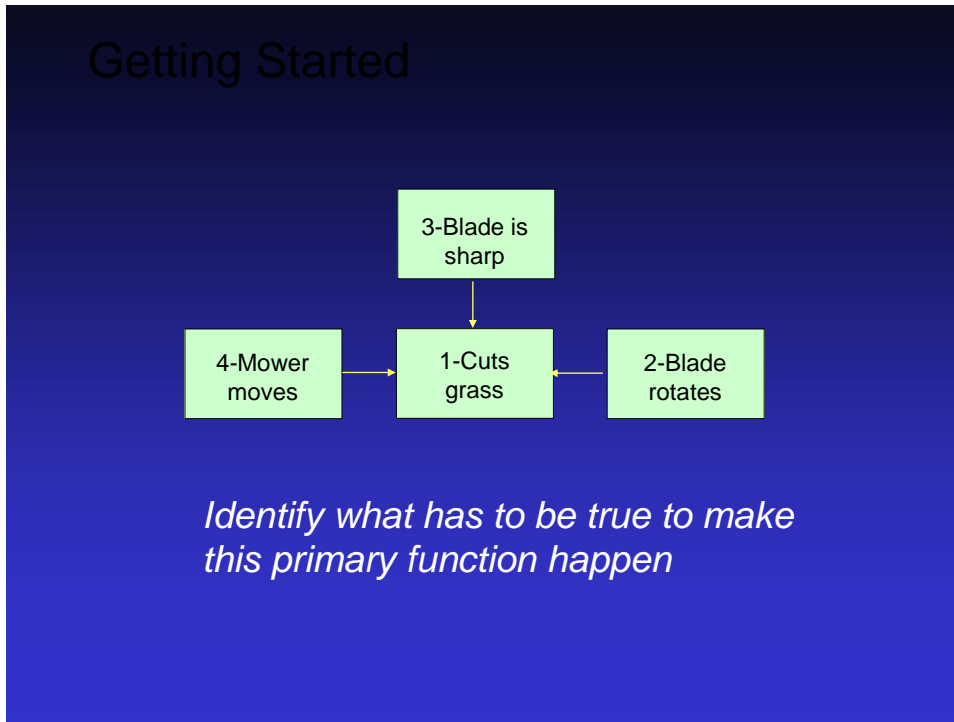 Getting Started
3-Blade is
sharp
4-Mower
moves
1-Cuts
grass
2-Blade
rotates
Identify what has to be true to make
this primary function happen